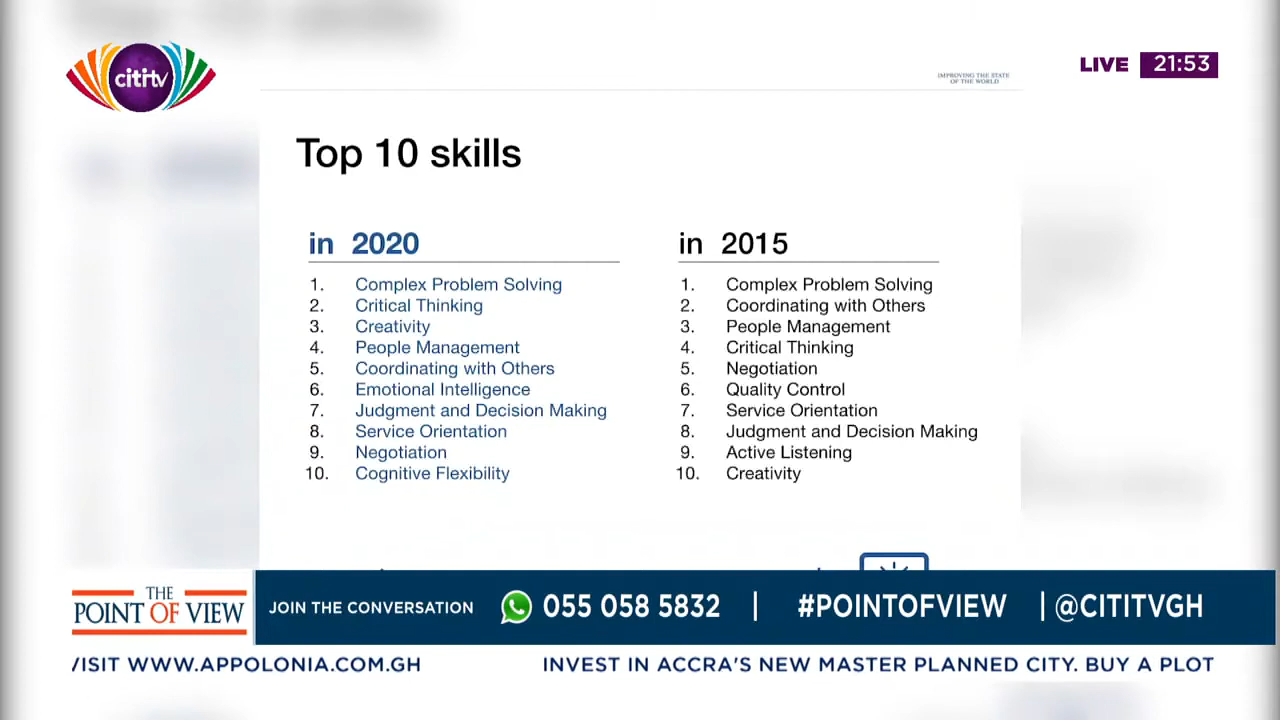 cititv
LIVE 21:53
IMPROVING THE STATE
OF THE WORLD
Top 10 skills
in 2020
1. Complex Problem Solving
2. Critical Thinking
3. Creativity
4. People Management
5. Coordinating with Others
6. Emotional Intelligence
7. Judgment and Decision Making
8. Service Orientation
9. Negotiation
10. Cognitive Flexibility
in 2015
1. Complex Problem Solving
2. Coordinating with Others
3. People Management
4. Critical Thinking
5. Negotiation
6. Quality Control
7. Service Orientation
8. Judgment and Decision Making
9. Active Listening
10. Creativity
THE
POINT OF VIEW
JOIN THE CONVERSATION 055 058 5832 | #POINTOFVIEW | @CITITVGH
VISIT WWW.APPOLONIA.COM.GH INVEST IN ACCRA'S NEW MASTER PLANNED CITY. BUY A PLOT